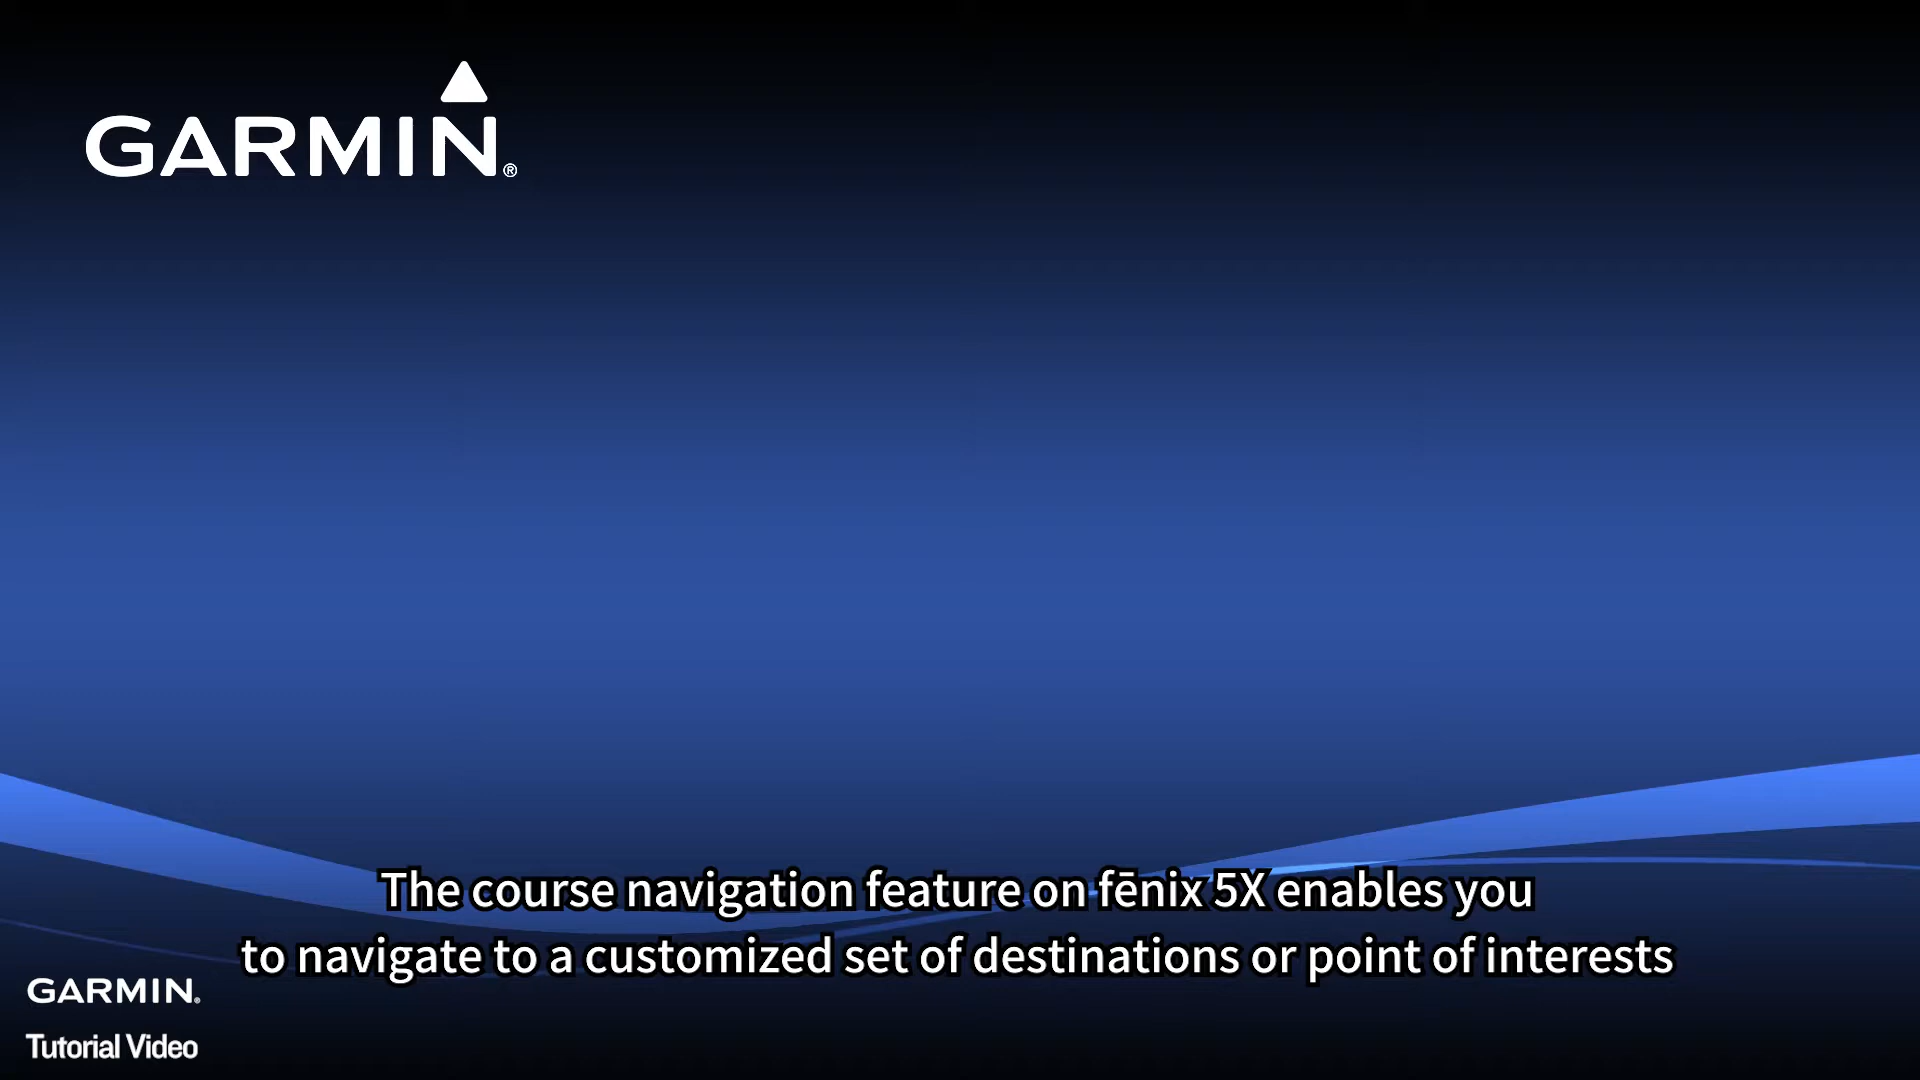 GARMIN®
The course navigation feature on fēnix 5X enables you
to navigate to a customized set of destinations or point of interests
GARMIN®
Tutorial Video